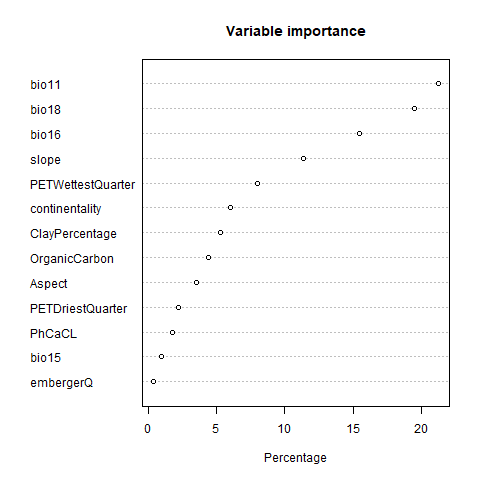 Variable importance
bio11
bio18
bio16
slope
PETWettestQuarter
continentality
ClayPercentage
OrganicCarbon
Aspect
PETDriestQuarter
PhCaCL
bio15
embergerQ
0 5 10 15 20
Percentage